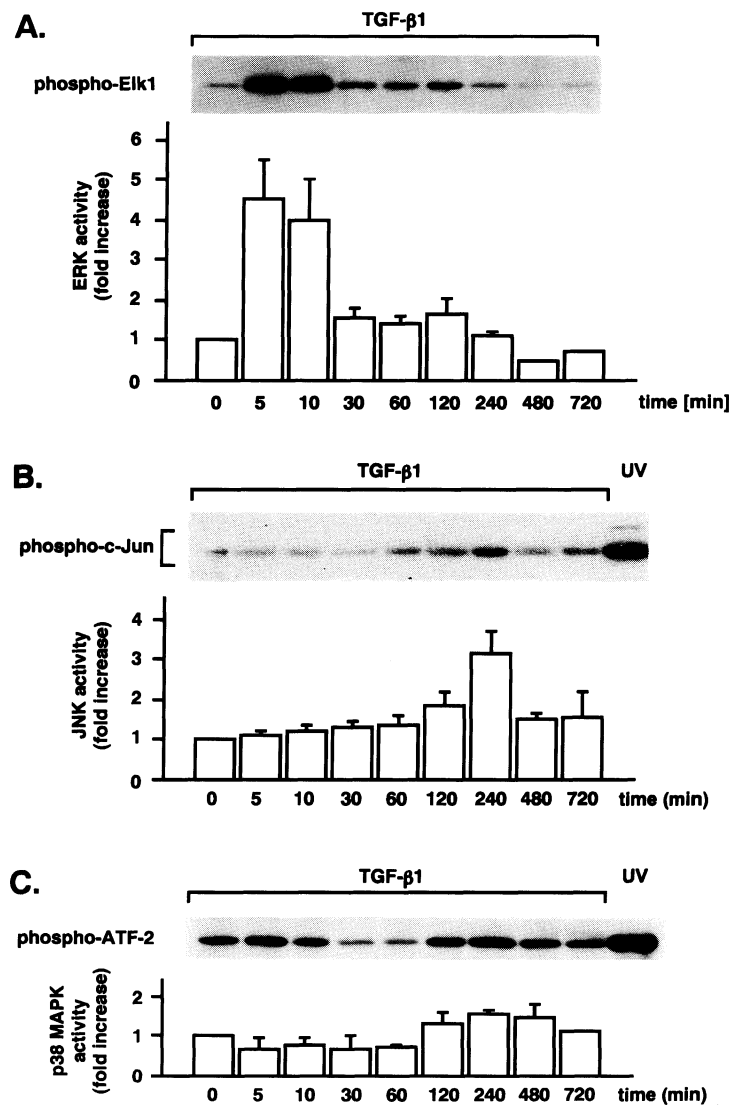 A.
TGF-β1
phospho-Elk1
6
5
4
3
2
1
0
ERK activity
(fold increase)
0 5 10 30 60 120 240 480 720 time [min]
B.
TGF-β1 UV
phospho-c-Jun
4
3
2
1
0
JNK activity
(fold increase)
0 5 10 30 60 120 240 480 720 time (min)
C.
TGF-β1 UV
phospho-ATF-2
2
1
0
p38 MAPK
activity
(fold increase)
0 5 10 30 60 120 240 480 720 time (min)